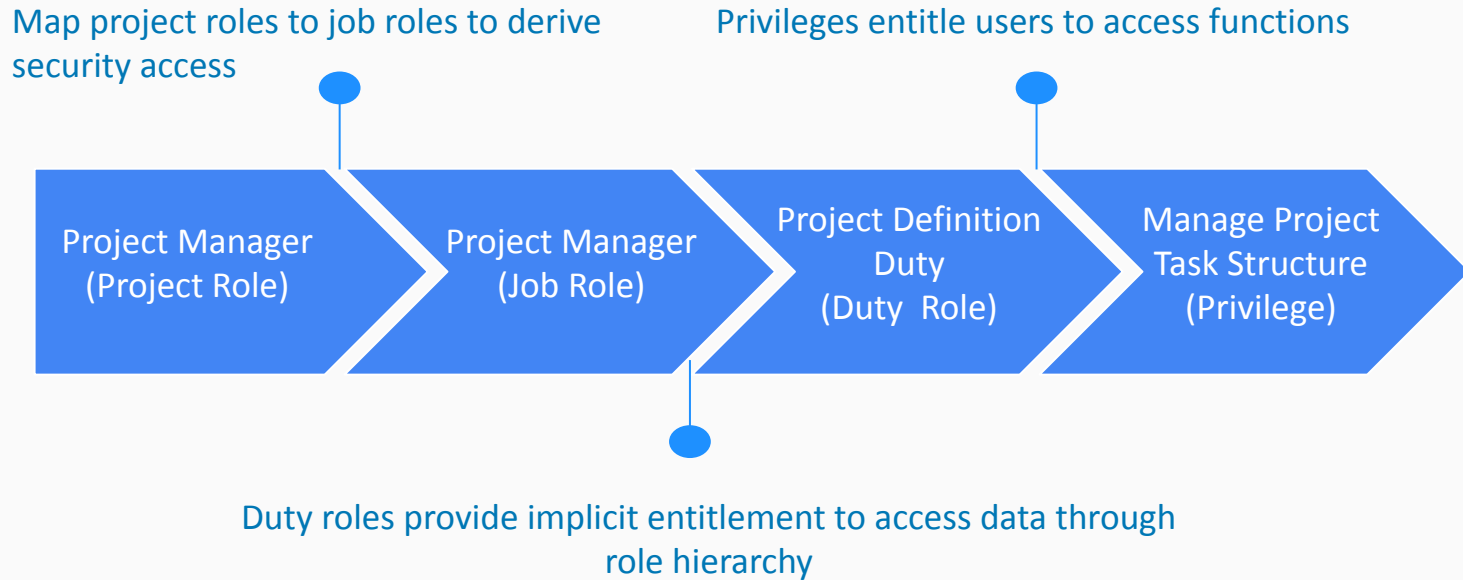 Map project roles to job roles to derive
security access
Privileges entitle users to access functions
Project Manager
(Project Role)
Project Manager
(Job Role)
Project Definition
Duty
(Duty  Role)
Manage Project
Task Structure
(Privilege)
Duty roles provide implicit entitlement to access data through
role hierarchy